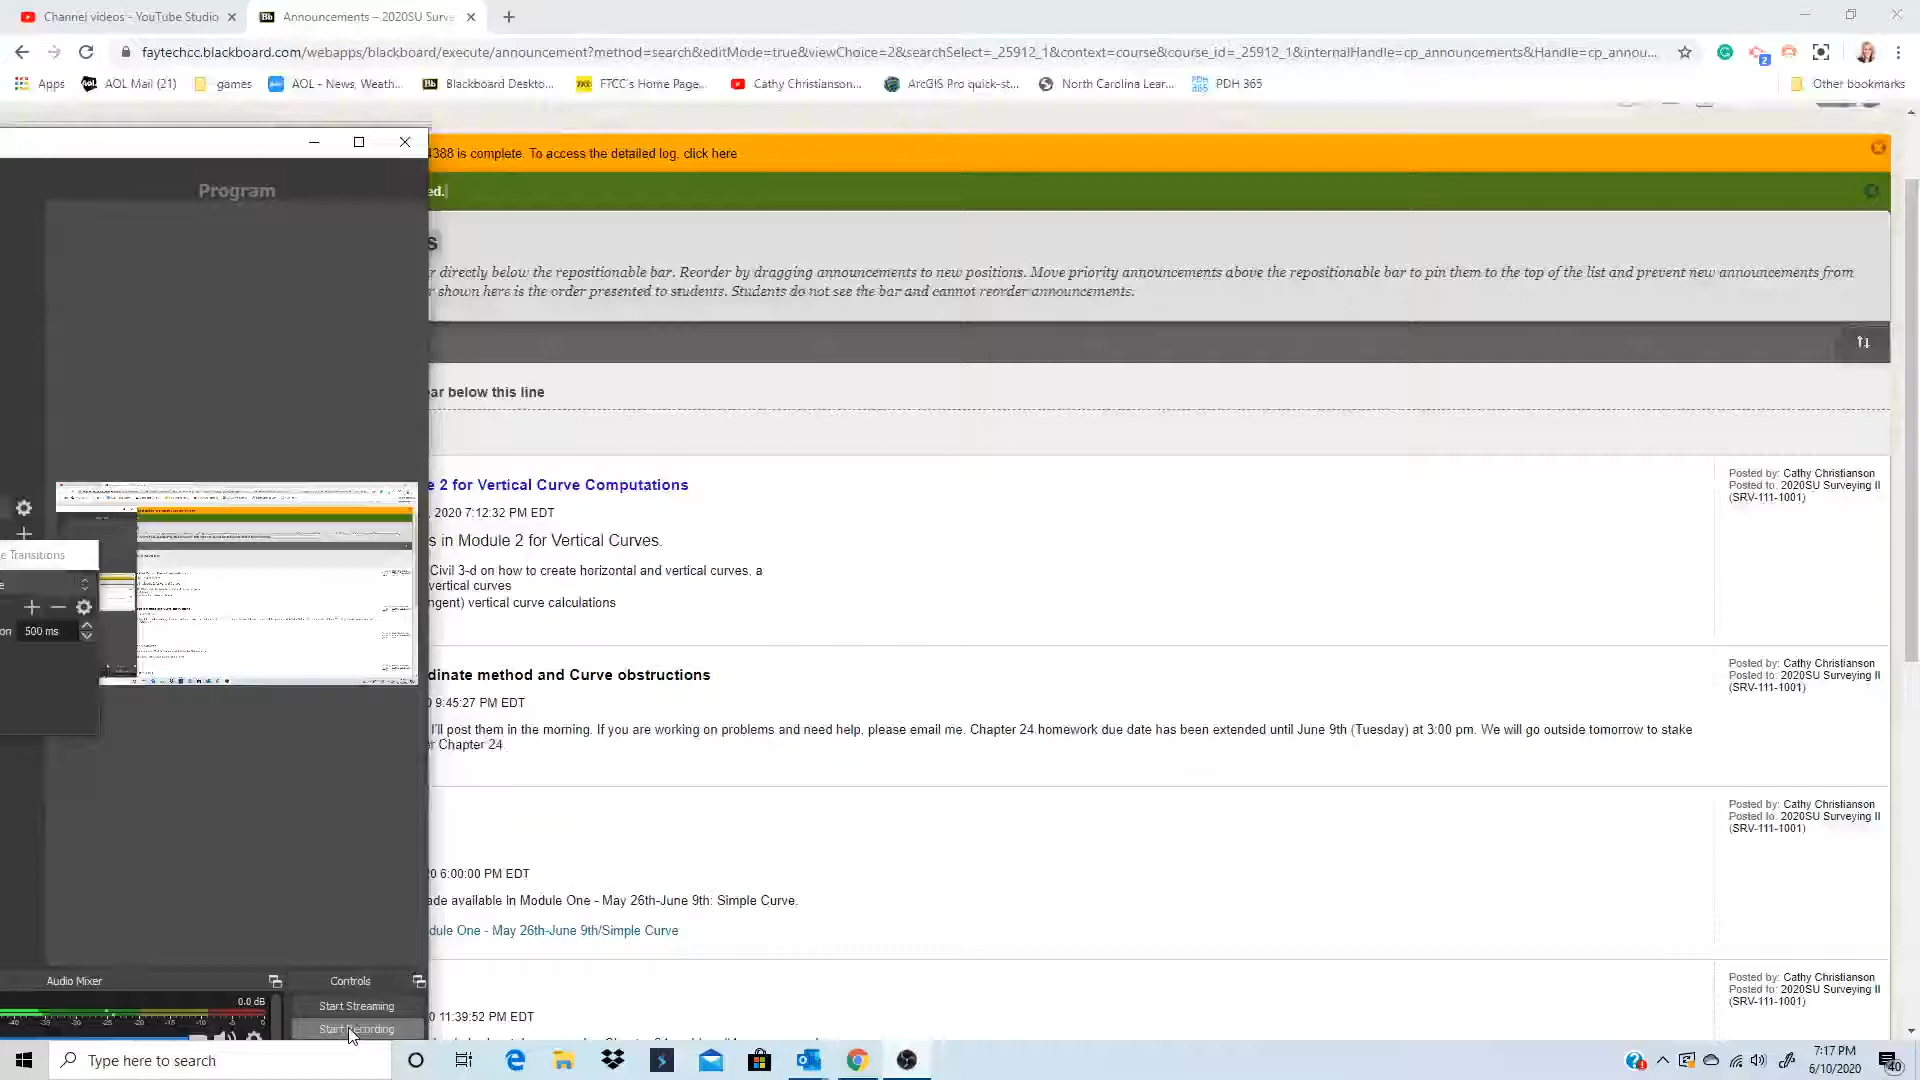 Channel videos - YouTube Studio
Announcements – 2020SU Surve
faytechcc.blackboard.com/webapps/blackboard/execute/announcement?method=search&editMode=true&viewChoice=2&searchSelect=_25912_1&context=course&course_id=_25912_1&internalHandle=cp_announcements&Handle=cp_annou...
Apps AOL Mail (21) games AOL - News, Weath... Blackboard Deskto... FTCC's Home Page... Cathy Christianson... ArcGIS Pro quick-st... North Carolina Lear... PDH 365 Other bookmarks
4388 is complete. To access the detailed log, click here
Program
ed.
s
r directly below the repositionable bar. Reorder by dragging announcements to new positions. Move priority announcements above the repositionable bar to pin them to the top of the list and prevent new announcements from
r shown here is the order presented to students. Students do not see the bar and cannot reorder announcements.
ear below this line
e 2 for Vertical Curve Computations
, 2020 7:12:32 PM EDT
s in Module 2 for Vertical Curves.
Civil 3-d on how to create horizontal and vertical curves, a
vertical curves
ngent) vertical curve calculations
Posted by: Cathy Christianson
Posted to: 2020SU Surveying II
(SRV-111-1001)
e Transitions
e
on 500 ms
dinate method and Curve obstructions
0 9:45:27 PM EDT
I'll post them in the morning. If you are working on problems and need help, please email me. Chapter 24 homework due date has been extended until June 9th (Tuesday) at 3:00 pm. We will go outside tomorrow to stake
r Chapter 24
Posted by: Cathy Christianson
Posted to: 2020SU Surveying II
(SRV-111-1001)
0 6:00:00 PM EDT
ade available in Module One - May 26th-June 9th: Simple Curve.
dule One - May 26th-June 9th/Simple Curve
Posted by: Cathy Christianson
Posted to: 2020SU Surveying II
(SRV-111-1001)
0 11:39:52 PM EDT
Posted by: Cathy Christianson
Posted to: 2020SU Surveying II
(SRV-111-1001)
Audio Mixer
Controls
0.0 dB
-40 -35 -30 -25 -20 -15 -10 -5 0
Start Streaming
Start Recording
Type here to search
7:17 PM
6/10/2020
40